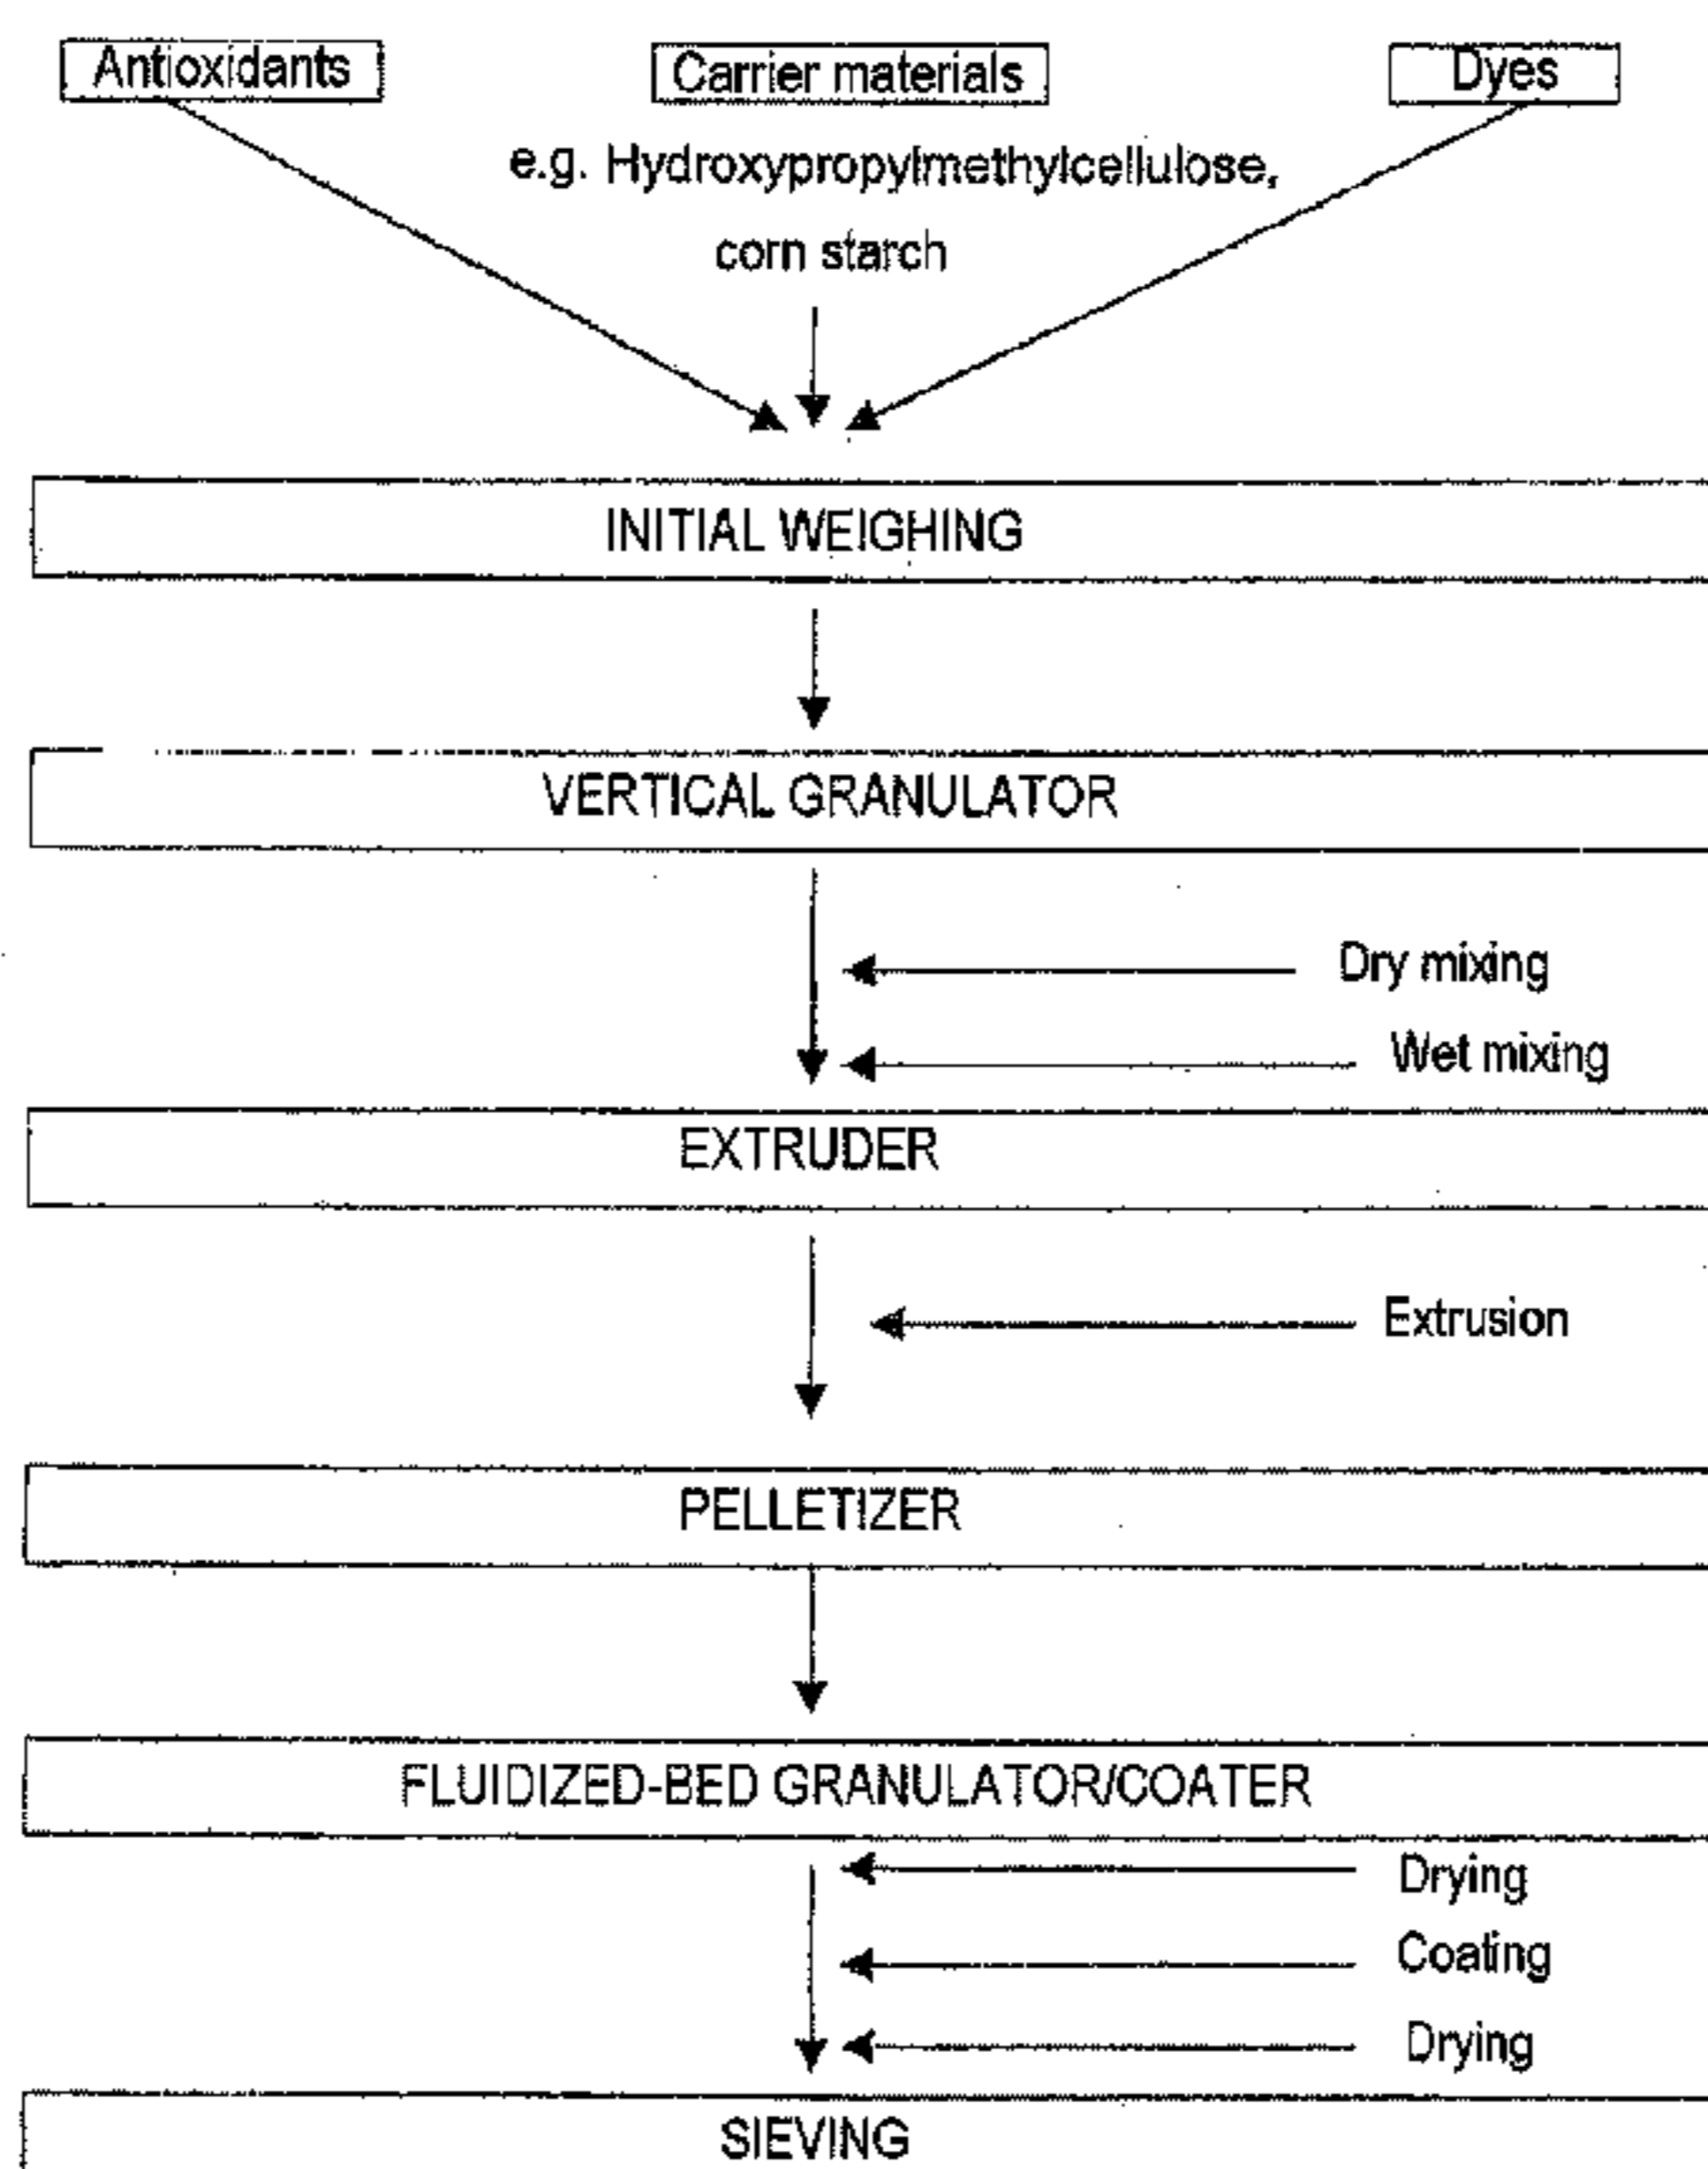 Antioxidants
Carrier materials
Dyes
e.g. Hydroxypropylmethylcellulose,
corn starch
INITIAL WEIGHING
VERTICAL GRANULATOR
Dry mixing
Wet mixing
EXTRUDER
Extrusion
PELLETIZER
FLUIDIZED-BED GRANULATOR/COATER
Drying
Coating
Drying
SIEVING